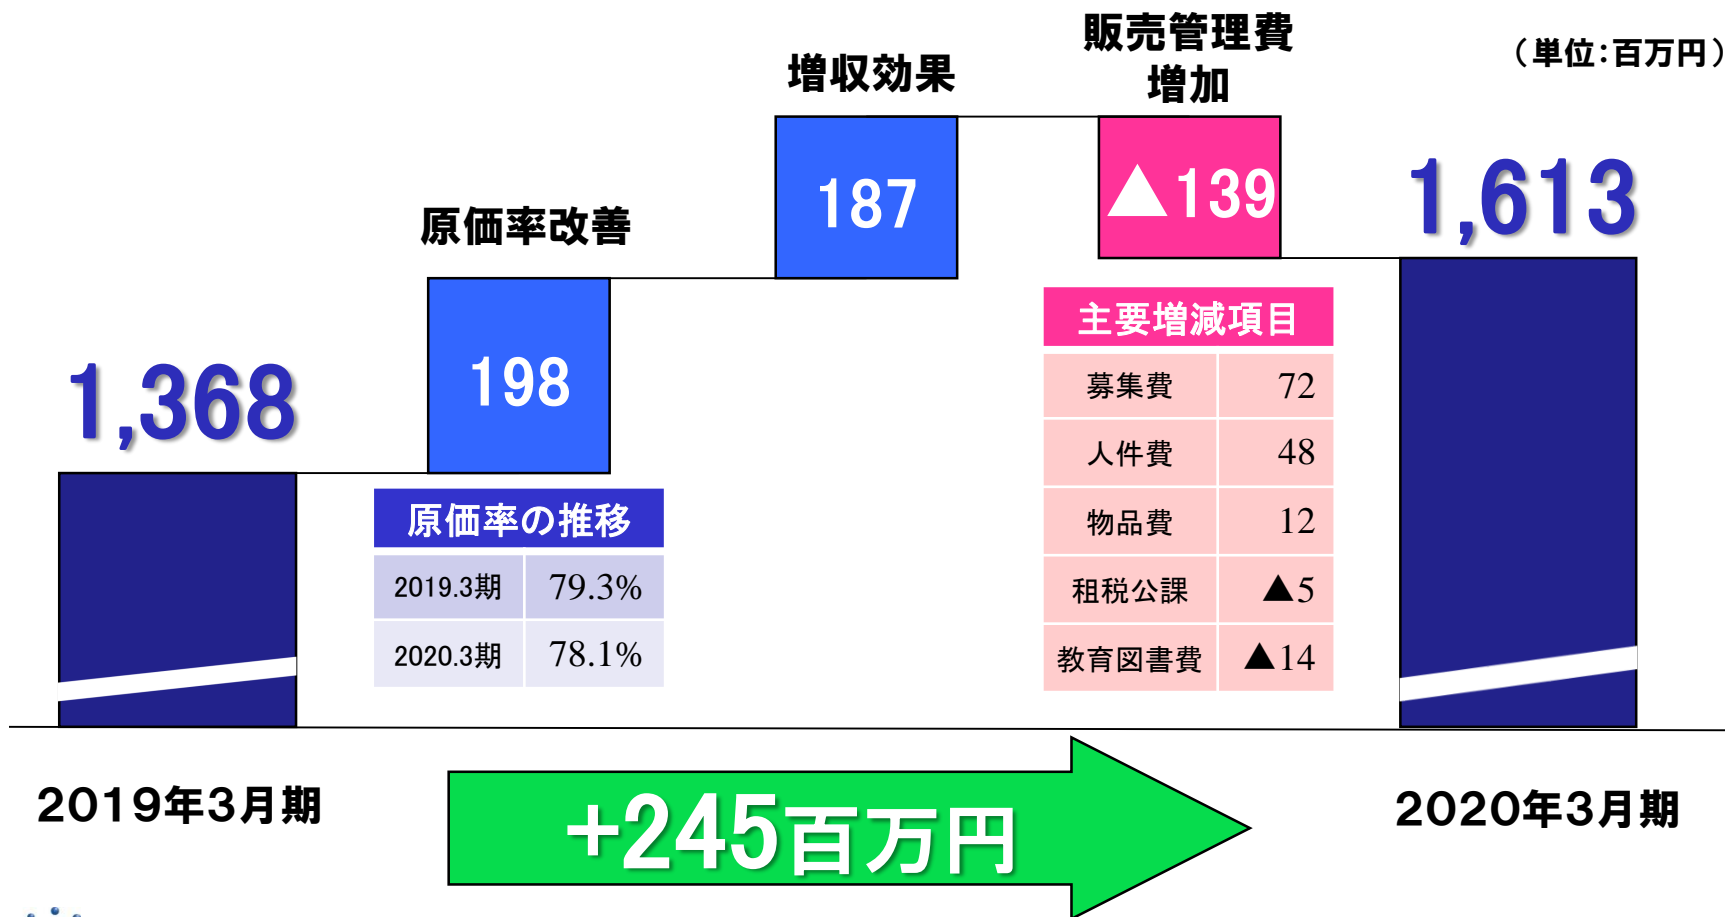 (単位:百万円)
販売管理費
増加
増収効果
原価率改善
1,368
198
187
▲139
1,613
原価率の推移
2019.3期 79.3%
2020.3期 78.1%
主要増減項目
募集費 72
人件費 48
物品費 12
租税公課 ▲5
教育図書費 ▲14
2019年3月期
+245百万円
2020年3月期